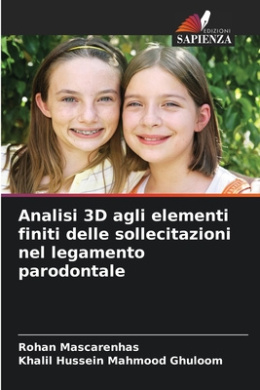 EDIZIONI
SAPIENZA
Analisi 3D agli elementi
finiti delle sollecitazioni
nel legamento
parodontale
Rohan Mascarenhas
Khalil Hussein Mahmood Ghuloom